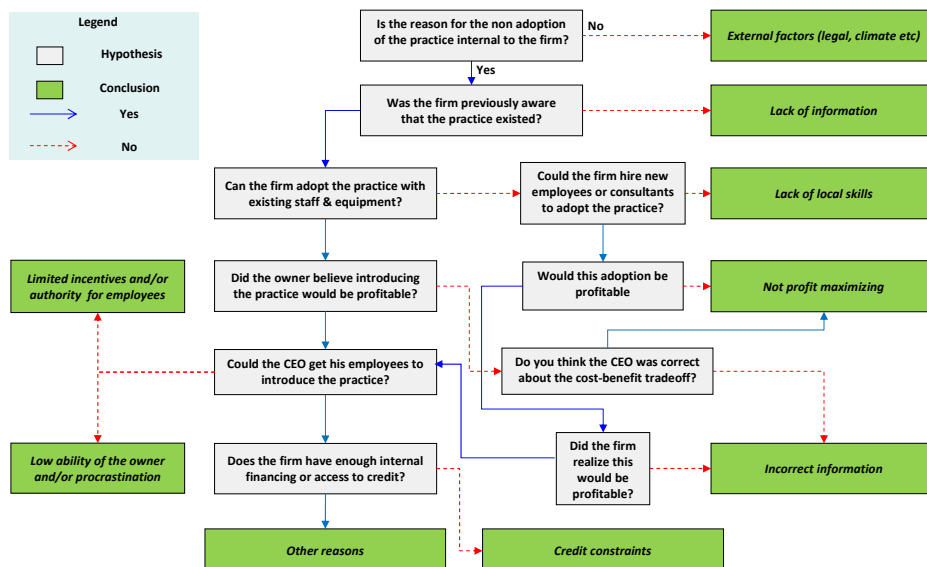 Legend
Hypothesis
Conclusion
Yes
No
Is the reason for the non adoption
of the practice internal to the firm?
No
External factors (legal, climate etc)
Yes
Was the firm previously aware
that the practice existed?
Lack of information
Can the firm adopt the practice with
existing staff & equipment?
Could the firm hire new
employees or consultants
to adopt the practice?
Lack of local skills
Limited incentives and/or
authority for employees
Did the owner believe introducing
the practice would be profitable?
Would this adoption be
profitable
Not profit maximizing
Could the CEO get his employees to
introduce the practice?
Do you think the CEO was correct
about the cost-benefit tradeoff?
Low ability of the owner
and/or procrastination
Does the firm have enough internal
financing or access to credit?
Did the firm
realize this
would be
profitable?
Incorrect information
Other reasons
Credit constraints